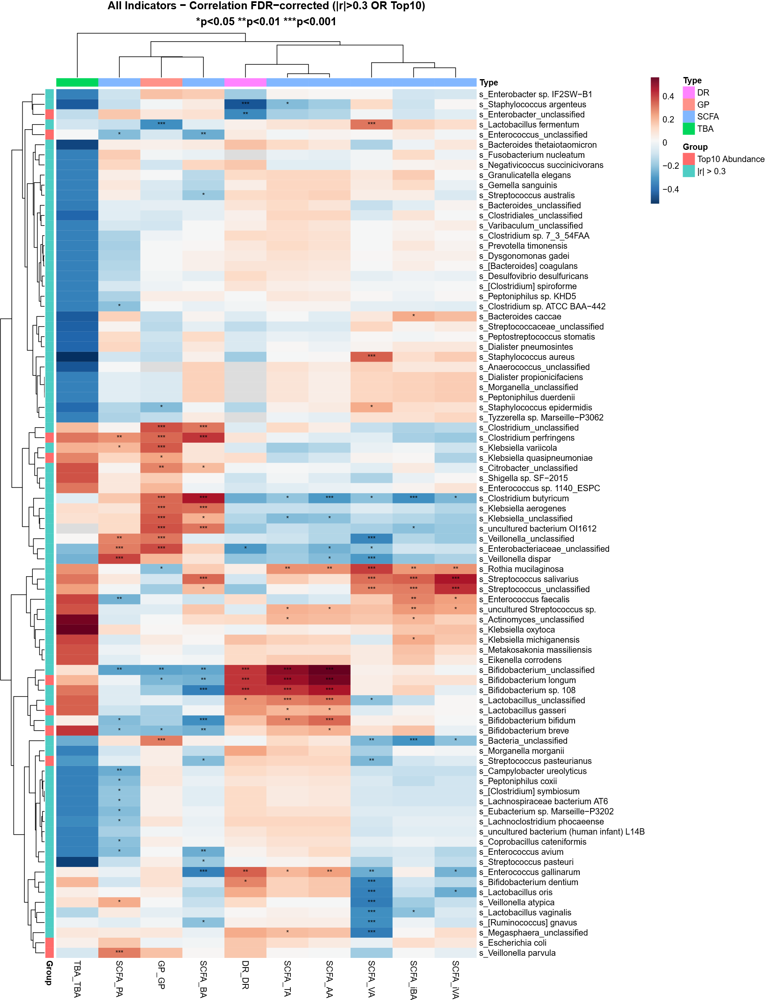 All Indicators − Correlation FDR−corrected (|r|>0.3 OR Top10)
*p<0.05 **p<0.01 ***p<0.001
Type
s_Enterobacter sp. IF2SW−B1
s_Staphylococcus argenteus
*** *
s_Enterobacter_unclassified
**
s_Lactobacillus fermentum
*** ***
s_Enterococcus_unclassified
* **
s_Bacteroides thetaiotaomicron
s_Fusobacterium nucleatum
s_Negativicoccus succinicivorans
s_Granulicatella elegans
s_Gemella sanguinis
s_Streptococcus australis
*
s_Bacteroides_unclassified
s_Clostridiales_unclassified
s_Varibaculum_unclassified
s_Clostridium sp. 7_3_54FAA
s_Prevotella timonensis
s_Dysgonomonas gadei
s_[Bacteroides] coagulans
s_Desulfovibrio desulfuricans
s_[Clostridium] spiroforme
s_Peptoniphilus sp. KHD5
s_Clostridium sp. ATCC BAA−442
*
s_Bacteroides caccae
*
s_Streptococcaceae_unclassified
s_Peptostreptococcus stomatis
s_Dialister pneumosintes
s_Staphylococcus aureus
***
s_Anaerococcus_unclassified
s_Dialister propionicifaciens
s_Morganella_unclassified
s_Peptoniphilus duerdenii
s_Staphylococcus epidermidis
* *
s_Tyzzerella sp. Marseille−P3062
s_Clostridium_unclassified
*** ***
s_Clostridium perfringens
** *** ***
s_Klebsiella variicola
* ***
s_Klebsiella quasipneumoniae
*
s_Citrobacter_unclassified
** *
s_Shigella sp. SF−2015
s_Enterococcus sp. 1140_ESPC
s_Clostridium butyricum
*** *** * *** * *** *
s_Klebsiella aerogenes
*** ***
s_Klebsiella_unclassified
*** * * *
s_uncultured bacterium OI1612
*** *** *
s_Veillonella_unclassified
** *** ***
s_Enterobacteriaceae_unclassified
*** *** * * *
s_Veillonella dispar
*** * ***
s_Rothia mucilaginosa
* ** ** *** ** **
s_Streptococcus salivarius
*** *** *** ***
s_Streptococcus_unclassified
* *** *** ***
s_Enterococcus faecalis
** ** *
s_uncultured Streptococcus sp.
* * ** *
s_Actinomyces_unclassified
* *
s_Klebsiella oxytoca
s_Klebsiella michiganensis
*
s_Metakosakonia massiliensis
s_Eikenella corrodens
s_Bifidobacterium_unclassified
** ** ** *** *** ***
s_Bifidobacterium longum
* ** *** *** ***
s_Bifidobacterium sp. 108
*** *** *** ***
s_Lactobacillus_unclassified
* *** *** *
s_Lactobacillus gasseri
* *
s_Bifidobacterium bifidum
* *** ** ***
s_Bifidobacterium breve
* * ** *
s_Bacteria_unclassified
*** ** *** *
s_Morganella morganii
s_Streptococcus pasteurianus
* **
s_Campylobacter ureolyticus
**
s_Peptoniphilus coxii
*
s_[Clostridium] symbiosum
*
s_Lachnospiraceae bacterium AT6
*
s_Eubacterium sp. Marseille−P3202
*
s_Lachnoclostridium phocaeense
*
s_uncultured bacterium (human infant) L14B
s_Coprobacillus cateniformis
*
s_Enterococcus avium
* **
s_Streptococcus pasteuri
*
s_Enterococcus gallinarum
*** ** * ** ** *
s_Bifidobacterium dentium
* ***
s_Lactobacillus oris
*** *
s_Veillonella atypica
* ***
s_Lactobacillus vaginalis
*** *
s_[Ruminococcus] gnavus
* ***
s_Megasphaera_unclassified
* ***
s_Escherichia coli
s_Veillonella parvula
***
Group
TBA_TBA
SCFA_PA
GP_GP
SCFA_BA
DR_DR
SCFA_TA
SCFA_AA
SCFA_VA
SCFA_iBA
SCFA_iVA
0.4
0.2
0
−0.2
−0.4
Type
DR
GP
SCFA
TBA
Group
Top10 Abundance
|r| > 0.3